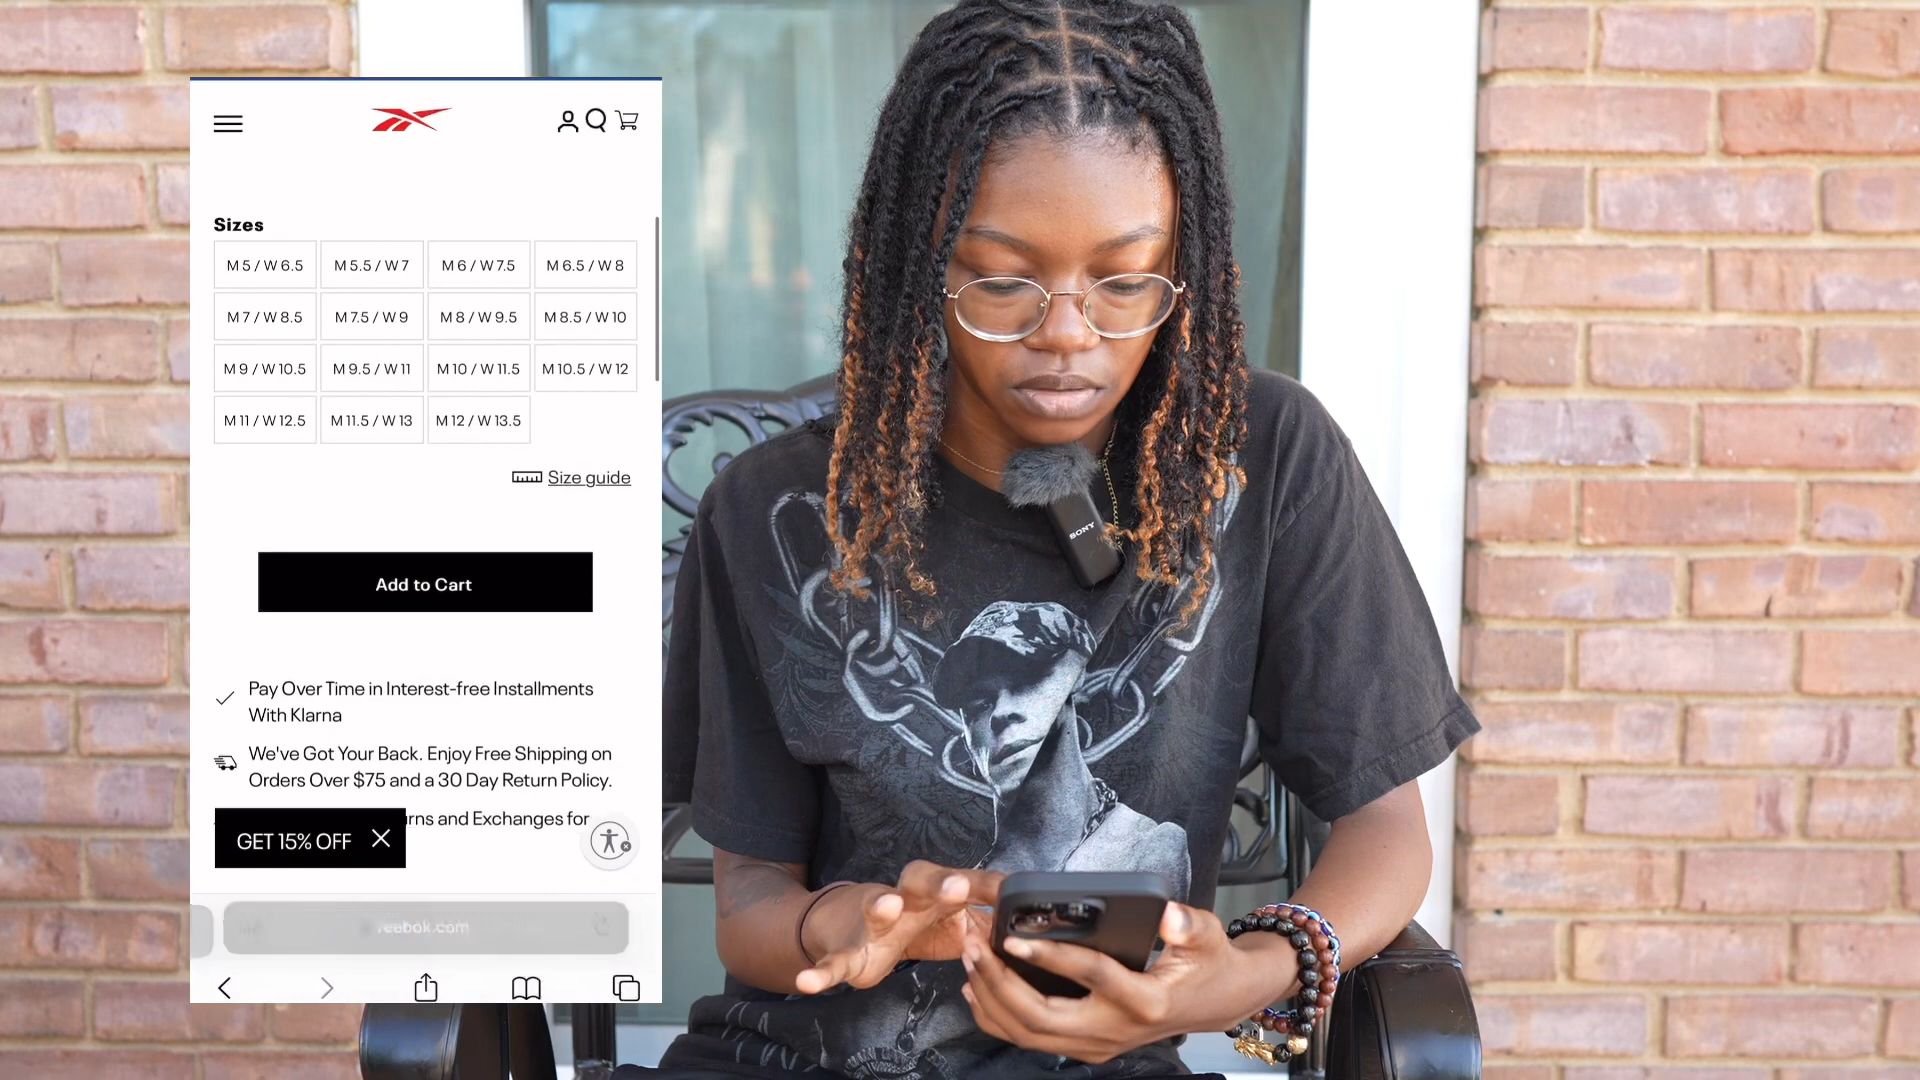 Sizes
M 5 / W 6.5
M 5.5 / W 7
M 6 / W 7.5
M 6.5 / W 8
M 7 / W 8.5
M 7.5 / W 9
M 8 / W 9.5
M 8.5 / W 10
M 9 / W 10.5
M 9.5 / W 11
M 10 / W 11.5
M 10.5 / W 12
M 11 / W 12.5
M 11.5 / W 13
M 12 / W 13.5
Size guide
Add to Cart
Pay Over Time in Interest-free Installments
With Klarna
We've Got Your Back. Enjoy Free Shipping on
Orders Over $75 and a 30 Day Return Policy.
and Exchanges for
GET 15% OFF
reebok.com
SONY